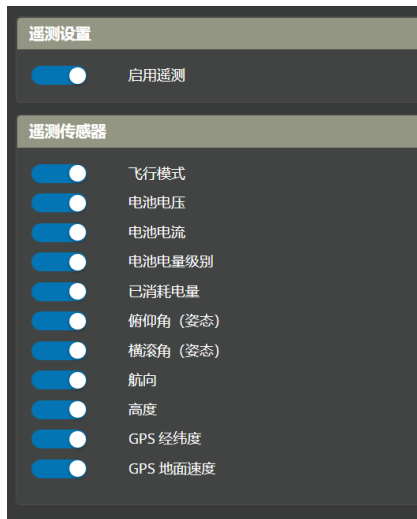 遥测设置
启用遥测
遥测传感器
飞行模式
电池电压
电池电流
电池电量级别
已消耗电量
俯仰角（姿态）
横滚角（姿态）
航向
高度
GPS 经纬度
GPS 地面速度